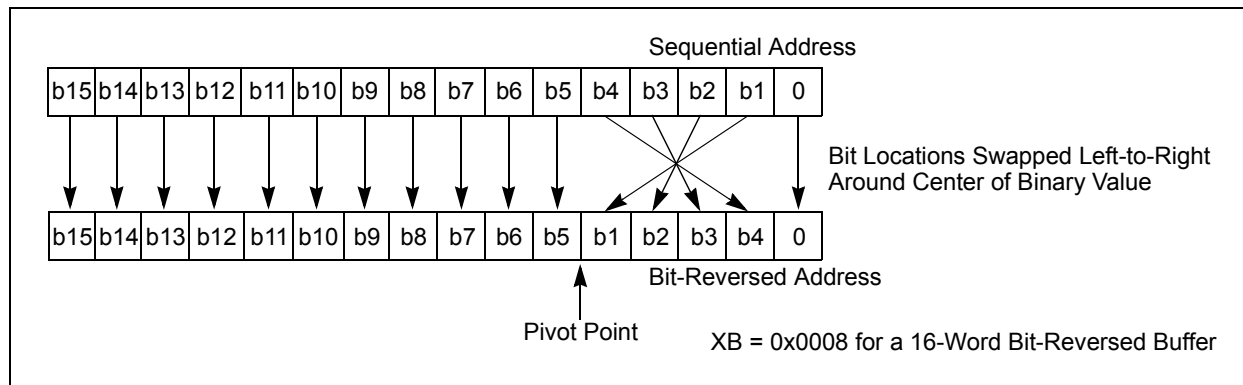 Sequential Address
b15 b14 b13 b12 b11 b10 b9 b8 b7 b6 b5 b4 b3 b2 b1 0
Bit Locations Swapped Left-to-Right
Around Center of Binary Value
b15 b14 b13 b12 b11 b10 b9 b8 b7 b6 b5 b1 b2 b3 b4 0
Bit-Reversed Address
Pivot Point
XB = 0x0008 for a 16-Word Bit-Reversed Buffer